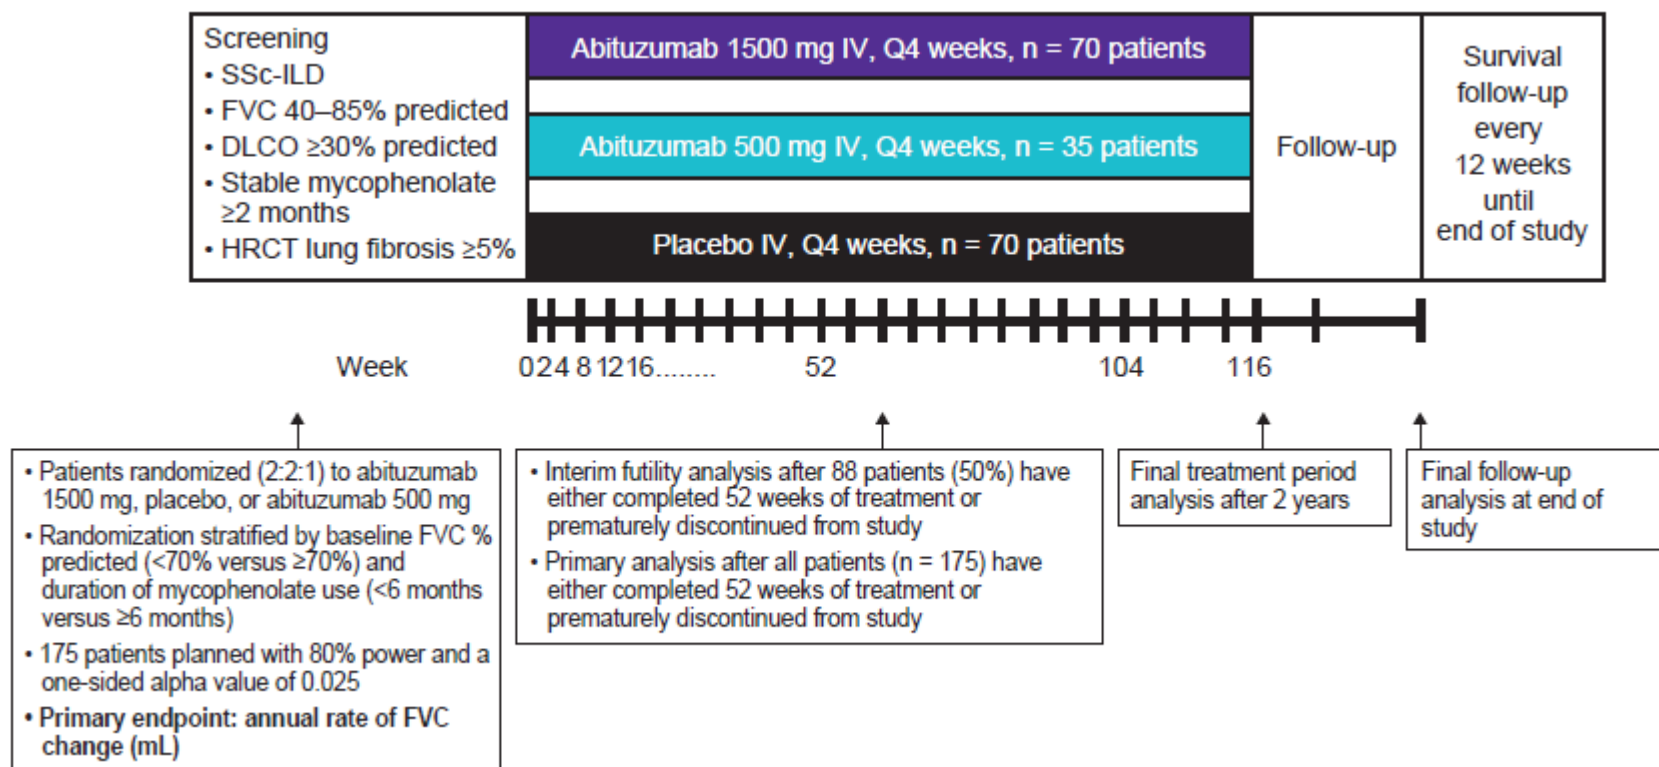 Screening
• SSc-ILD
• FVC 40–85% predicted
• DLCO ≥30% predicted
• Stable mycophenolate
≥2 months
• HRCT lung fibrosis ≥5%
Abituzumab 1500 mg IV, Q4 weeks, n = 70 patients
Abituzumab 500 mg IV, Q4 weeks, n = 35 patients
Placebo IV, Q4 weeks, n = 70 patients
Follow-up
Survival
follow-up
every
12 weeks
until
end of study
Week 0 2 4 8 12 16........ 52 104 116
• Patients randomized (2:2:1) to abituzumab
1500 mg, placebo, or abituzumab 500 mg
• Randomization stratified by baseline FVC %
predicted (<70% versus ≥70%) and
duration of mycophenolate use (<6 months
versus ≥6 months)
• 175 patients planned with 80% power and a
one-sided alpha value of 0.025
• Primary endpoint: annual rate of FVC
change (mL)
• Interim futility analysis after 88 patients (50%) have
either completed 52 weeks of treatment or
prematurely discontinued from study
• Primary analysis after all patients (n = 175) have
either completed 52 weeks of treatment or
prematurely discontinued from study
Final treatment period
analysis after 2 years
Final follow-up
analysis at end of
study